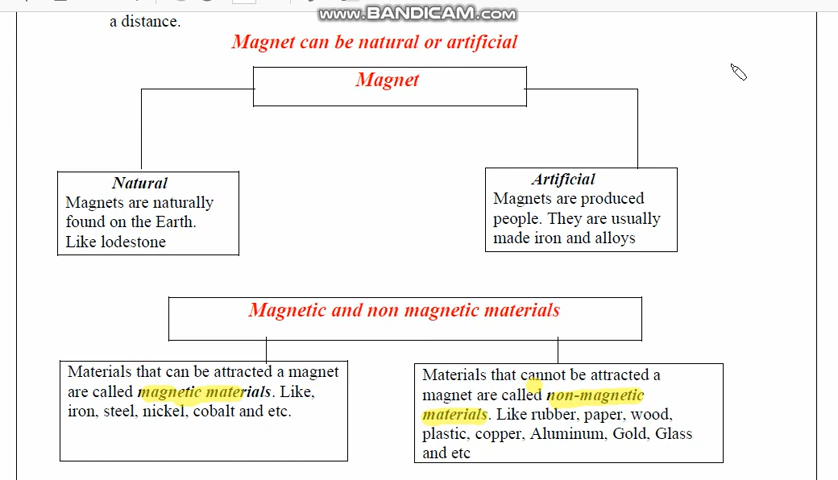 www.BANDICAM.com
a distance.
Magnet can be natural or artificial
Magnet
Natural
Magnets are naturally
found on the Earth.
Like lodestone
Artificial
Magnets are produced
people. They are usually
made iron and alloys
Magnetic and non magnetic materials
Materials that can be attracted a magnet
are called magnetic materials. Like,
iron, steel, nickel, cobalt and etc.
Materials that cannot be attracted a
magnet are called non-magnetic
materials. Like rubber, paper, wood,
plastic, copper, Aluminum, Gold, Glass
and etc